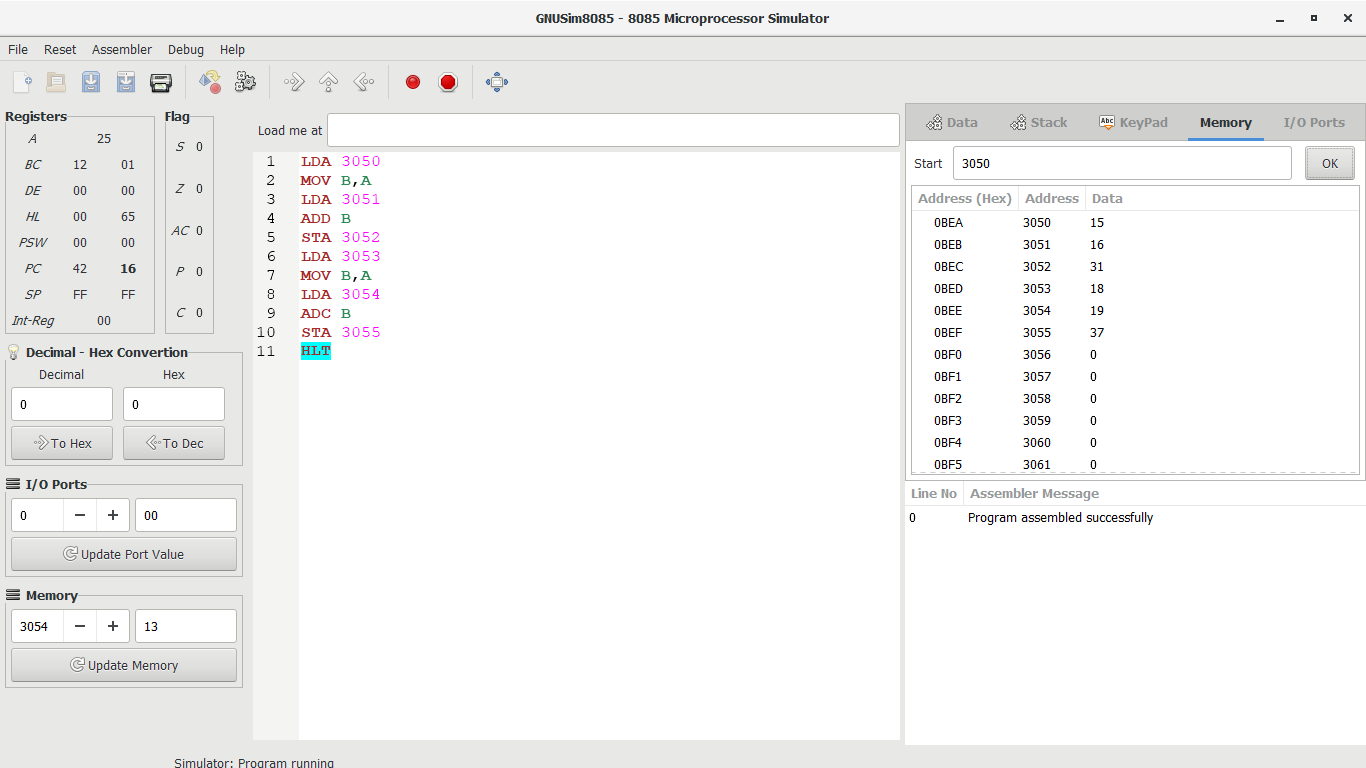 GNUSim8085 - 8085 Microprocessor Simulator
File Reset Assembler Debug Help
Registers
A 25
BC 12 01
DE 00 00
HL 00 65
PSW 00 00
PC 42 16
SP FF FF
Int-Reg 00
Flag
S 0
Z 0
AC 0
P 0
C 0
Decimal - Hex Convertion
Decimal Hex
0 0
To Hex To Dec
I/O Ports
0 00
Update Port Value
Memory
3054 13
Update Memory
Load me at
1 LDA 3050
2 MOV B,A
3 LDA 3051
4 ADD B
5 STA 3052
6 LDA 3053
7 MOV B,A
8 LDA 3054
9 ADC B
10 STA 3055
11 HLT
Data Stack Abc KeyPad Memory I/O Ports
Start 3050 OK
Address (Hex) Address Data
0BEA 3050 15
0BEB 3051 16
0BEC 3052 31
0BED 3053 18
0BEE 3054 19
0BEF 3055 37
0BF0 3056 0
0BF1 3057 0
0BF2 3058 0
0BF3 3059 0
0BF4 3060 0
0BF5 3061 0
Line No Assembler Message
0 Program assembled successfully
Simulator: Program running